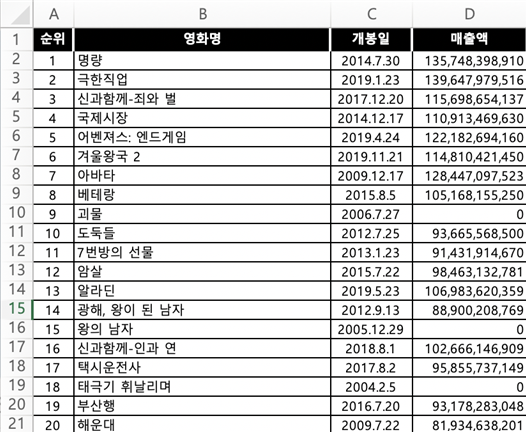 A B C D
1 순위 영화명 개봉일 매출액
2 1 명량 2014.7.30 135,748,398,910
3 2 극한직업 2019.1.23 139,647,979,516
4 3 신과함께-죄와 벌 2017.12.20 115,698,654,137
5 4 국제시장 2014.12.17 110,913,469,630
6 5 어벤져스: 엔드게임 2019.4.24 122,182,694,160
7 6 겨울왕국 2 2019.11.21 114,810,421,450
8 7 아바타 2009.12.17 128,447,097,523
9 8 베테랑 2015.8.5 105,168,155,250
10 9 괴물 2006.7.27 0
11 10 도둑들 2012.7.25 93,665,568,500
12 11 7번방의 선물 2013.1.23 91,431,914,670
13 12 암살 2015.7.22 98,463,132,781
14 13 알라딘 2019.5.23 106,983,620,359
15 14 광해, 왕이 된 남자 2012.9.13 88,900,208,769
16 15 왕의 남자 2005.12.29 0
17 16 신과함께-인과 연 2018.8.1 102,666,146,909
18 17 택시운전사 2017.8.2 95,855,737,149
19 18 태극기 휘날리며 2004.2.5 0
20 19 부산행 2016.7.20 93,178,283,048
21 20 해운대 2009.7.22 81,934,638,201